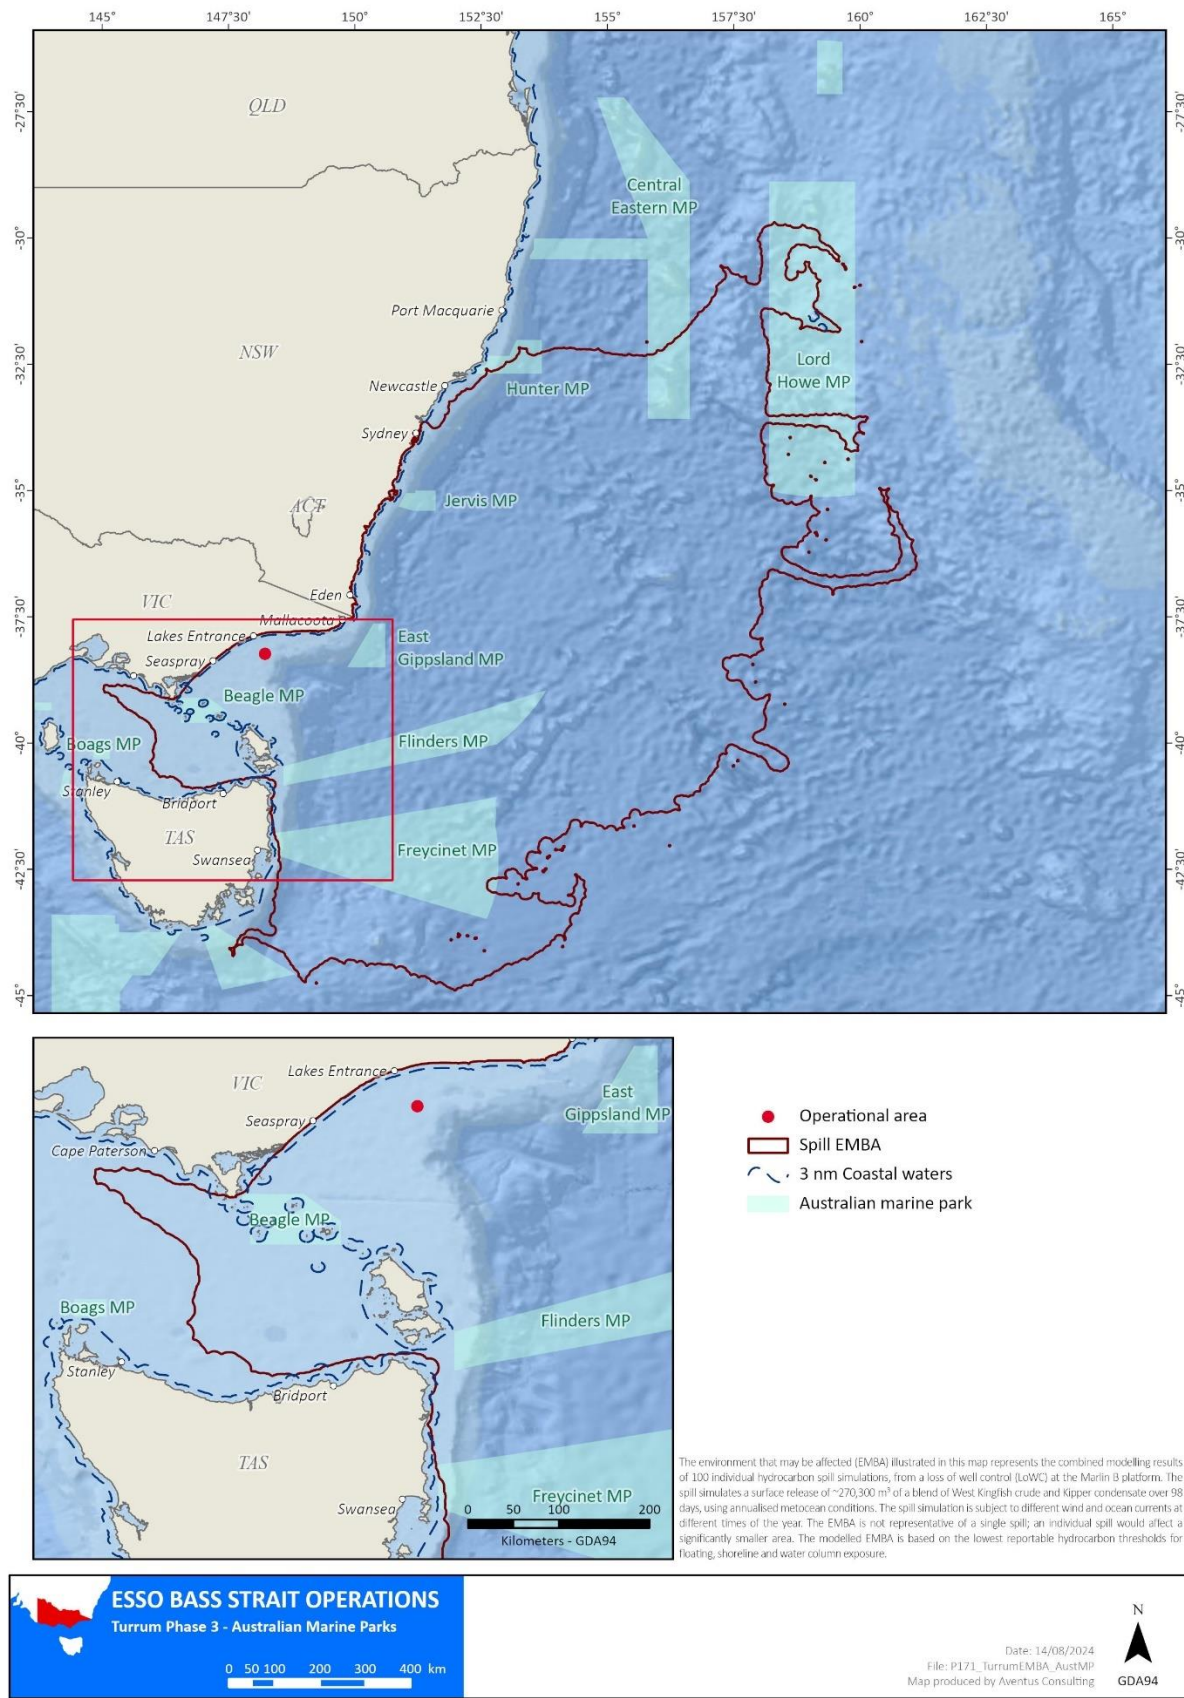 145° 147°30' 150° 152°30' 155° 157°30' 160° 162°30' 165°
-27°30' -27°30'
QLD
Central
Eastern MP
-30° -30°
Port Macquarie
NSW
-32°30' -32°30'
Lord
Howe MP
Newcastle
Hunter MP
Sydney
-35° -35°
Jervis MP
ACT
Eden
VIC
Mallacoota
-37°30' -37°30'
Lakes Entrance
East
Gippsland MP
Seaspray
Beagle MP
-40° -40°
Boags MP
Flinders MP
Stanley
Bridport
TAS
Freycinet MP
Swansea
-42°30' -42°30'
-45° -45°
VIC
Lakes Entrance
East
Gippsland MP
Seaspray
Cape Paterson
Beagle MP
Boags MP
Flinders MP
Stanley
Bridport
TAS
Freycinet MP
Swansea
0 50 100 200
Kilometers - GDA94
Operational area
Spill EMBA
3 nm Coastal waters
Australian marine park
The environment that may be affected (EMBA) illustrated in this map represents the combined modelling results
of 100 individual hydrocarbon spill simulations, from a loss of well control (LoWC) at the Marlin B platform. The
spill simulates a surface release of ~270,300 m³ of a blend of West Kingfish crude and Kipper condensate over 98
days, using annualised metocean conditions. The spill simulation is subject to different wind and ocean currents at
different times of the year. The EMBA is not representative of a single spill; an individual spill would affect a
significantly smaller area. The modelled EMBA is based on the lowest reportable hydrocarbon thresholds for
floating, shoreline and water column exposure.
ESSO BASS STRAIT OPERATIONS
Turrum Phase 3 - Australian Marine Parks
0 50 100 200 300 400 km
N
Date: 14/08/2024
File: P171_TurrumEMBA_AustMP
Map produced by Aventus Consulting
GDA94